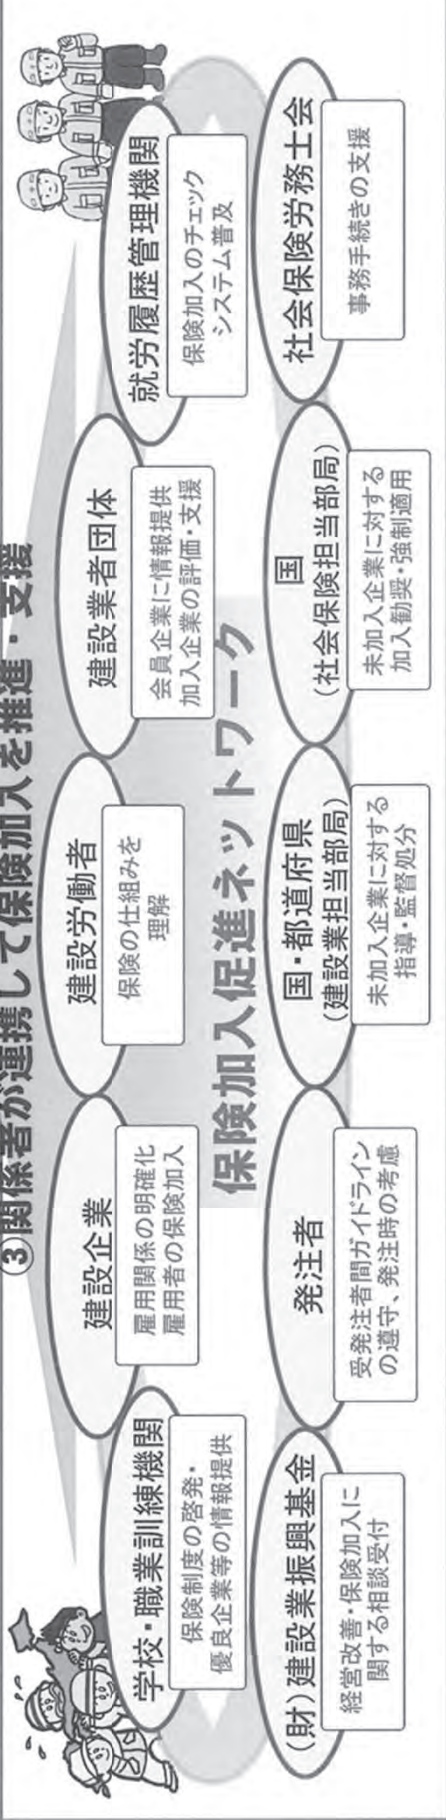 ③関係者が連携して保険加入を推進・支援
学校・職業訓練機関
保険制度の啓発・
優良企業等の情報提供
建設企業
雇用関係の明確化
雇用者の保険加入
建設労働者
保険の仕組みを
理解
建設業者団体
会員企業に情報提供
加入企業の評価・支援
就労履歴管理機関
保険加入のチェック
システム普及
保険加入促進ネットワーク
(財)建設業振興基金
経営改善・保険加入に
関する相談受付
発注者
受発注者間ガイドライン
の遵守、発注時の考慮
国・都道府県
(建設業担当部局)
未加入企業に対する
指導・監督処分
国
(社会保険担当部局)
未加入企業に対する
加入勧奨・強制適用
社会保険労務士会
事務手続きの支援